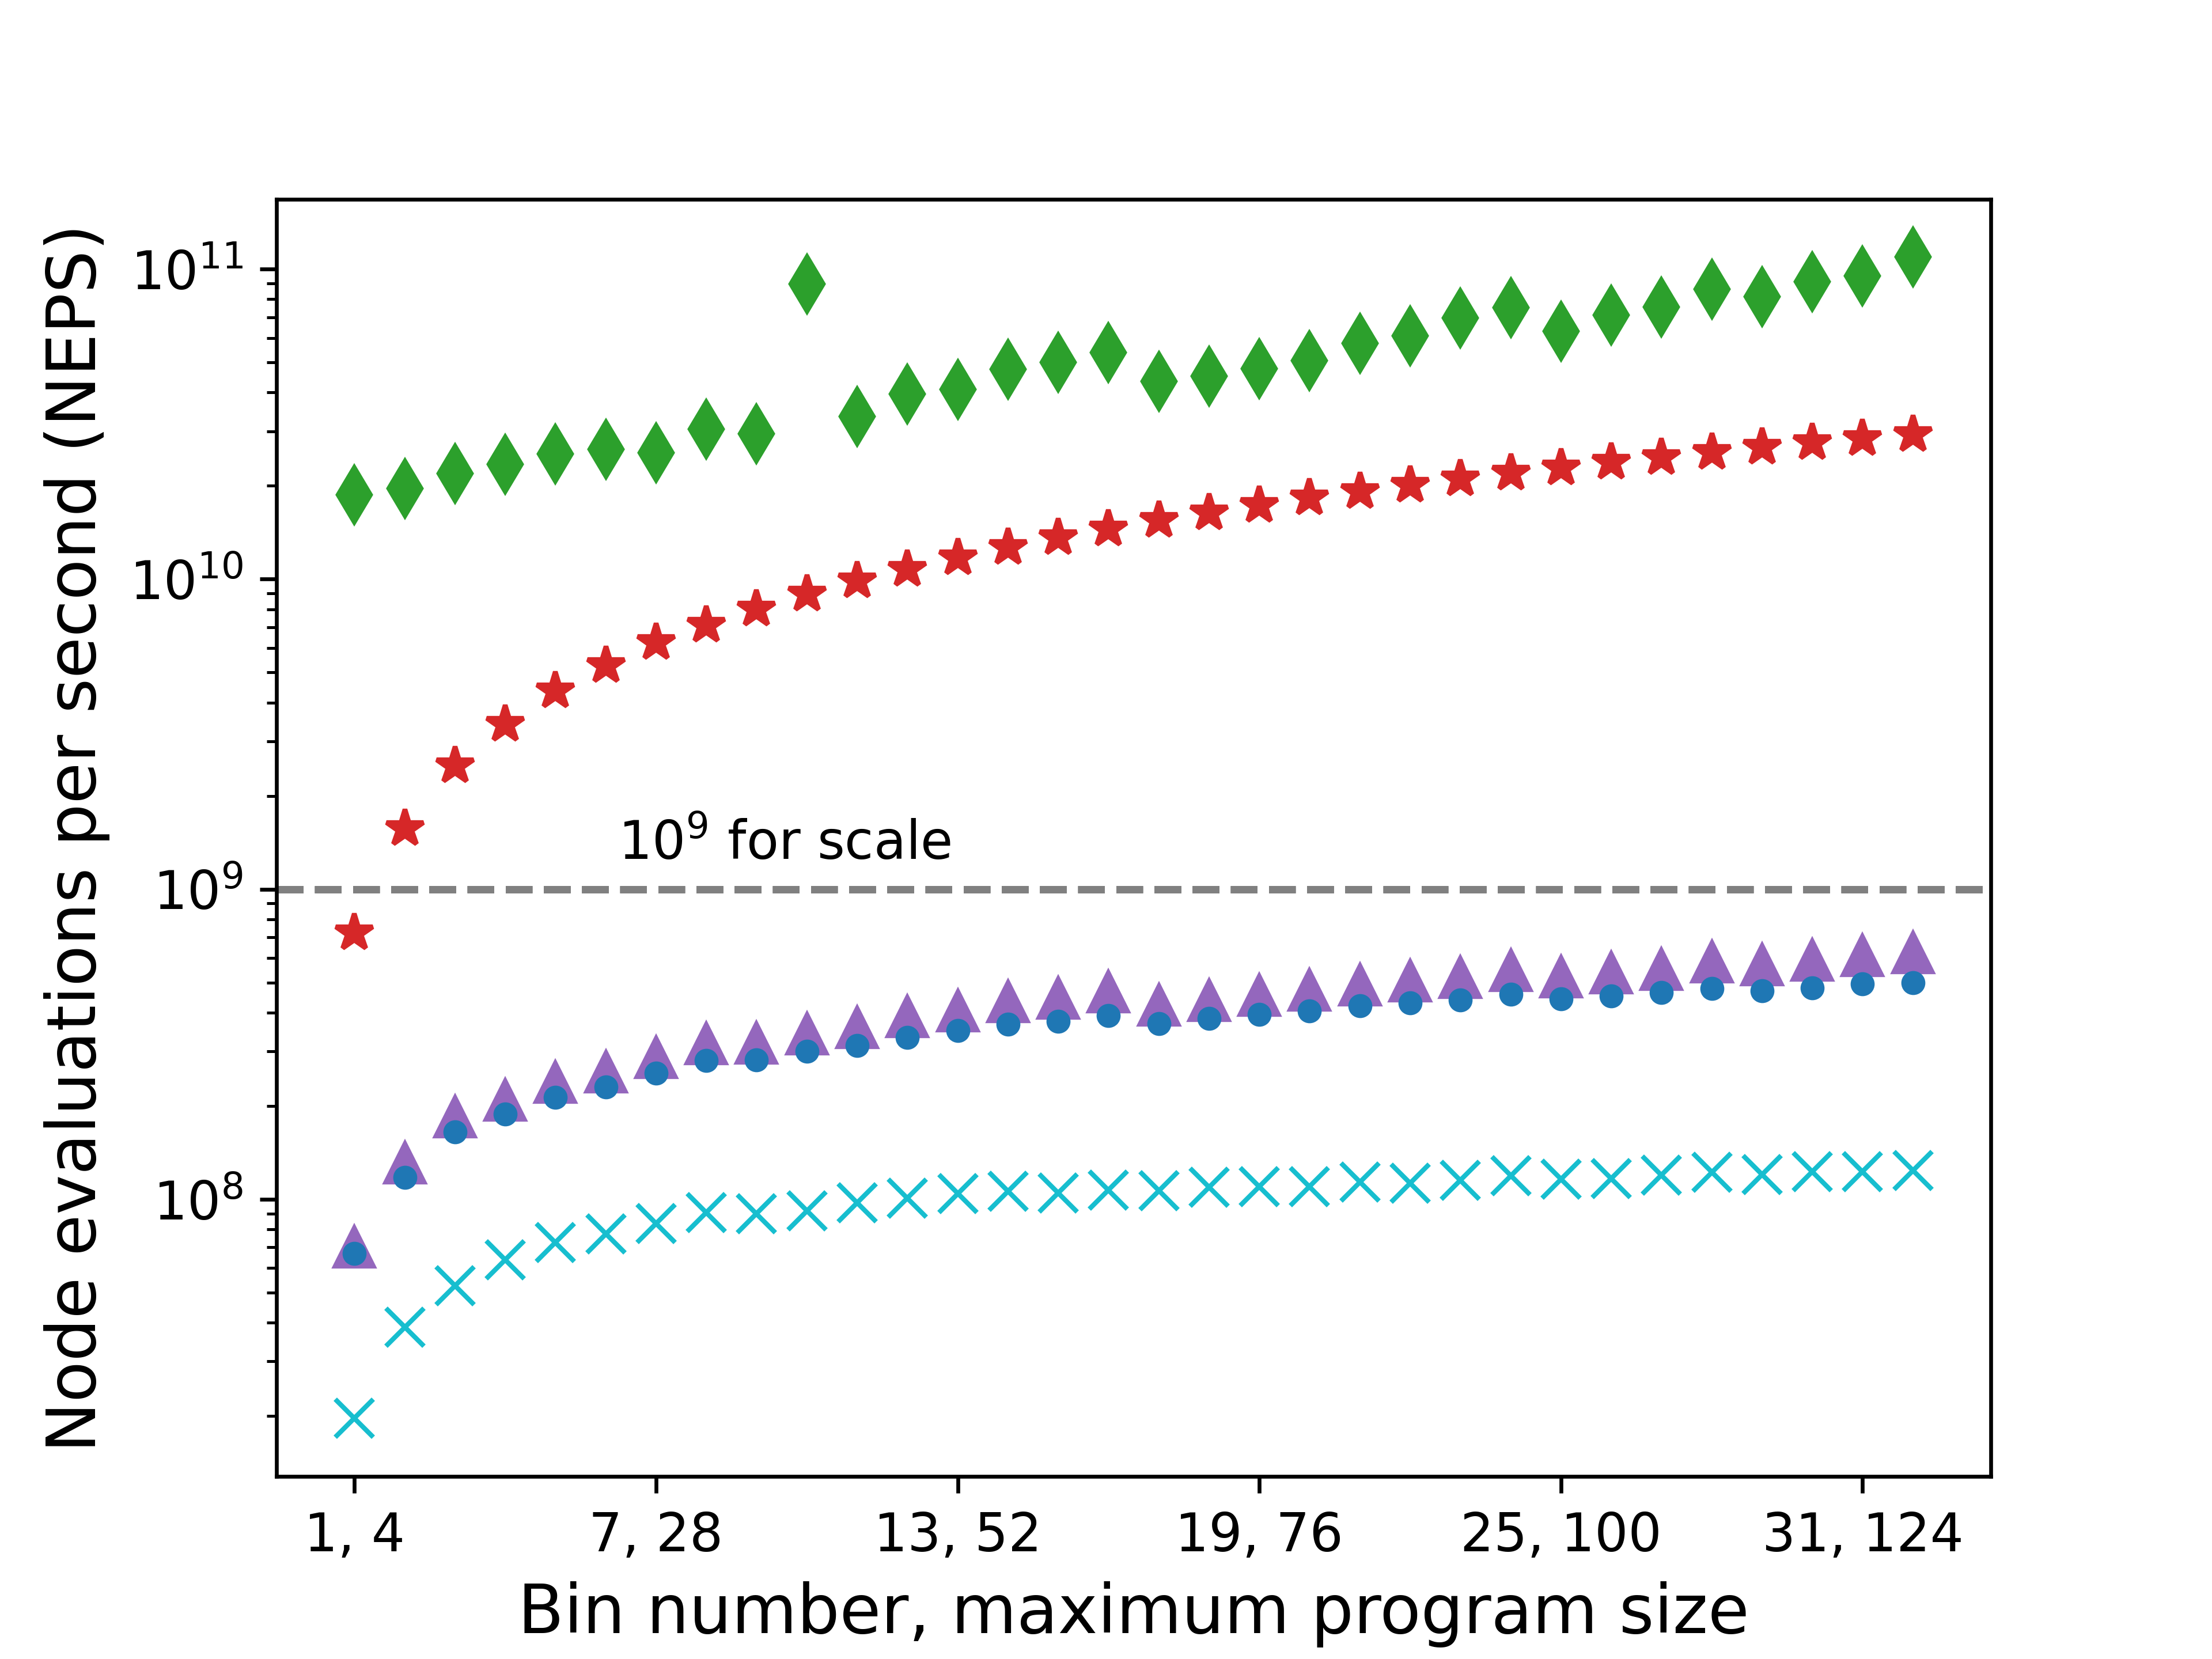 Node evaluations per second (NEPS)
10^11
10^10
10^9 for scale
10^9
10^8
1, 4 7, 28 13, 52 19, 76 25, 100 31, 124
Bin number, maximum program size